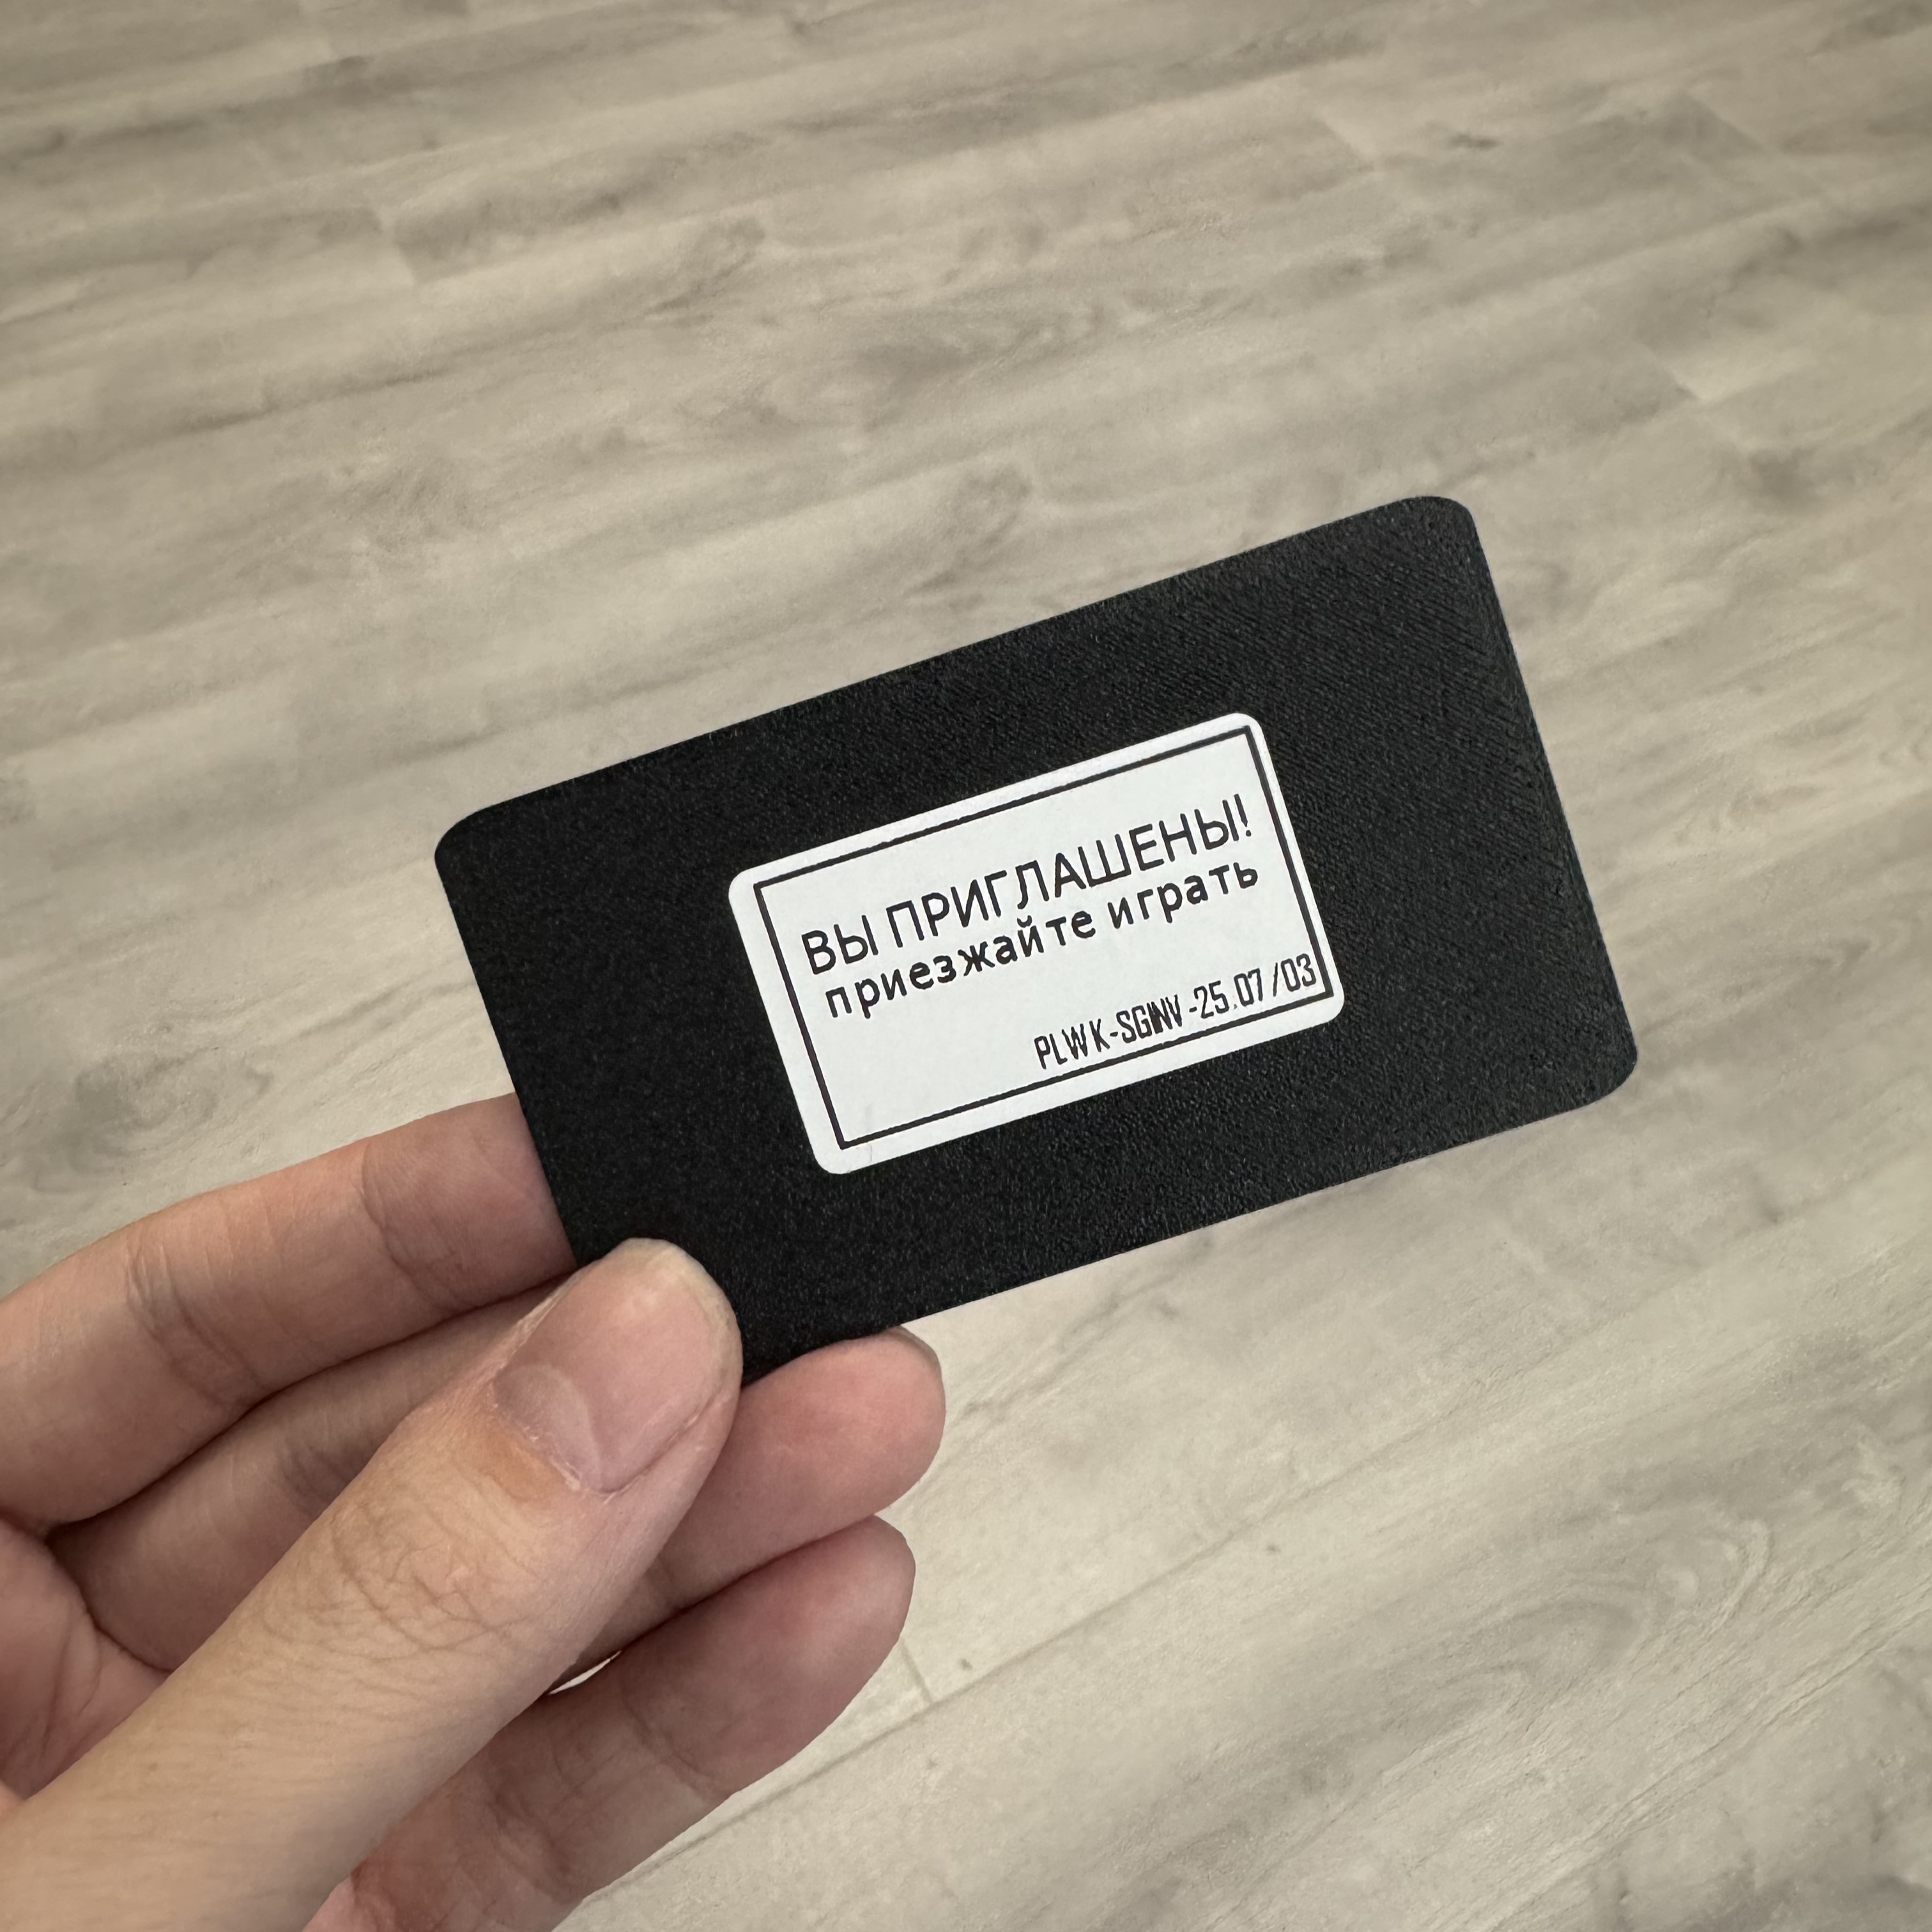 ВЫ ПРИГЛАШЕНЫ!
приезжайте играть
PLWK-SGINV-25.07/03